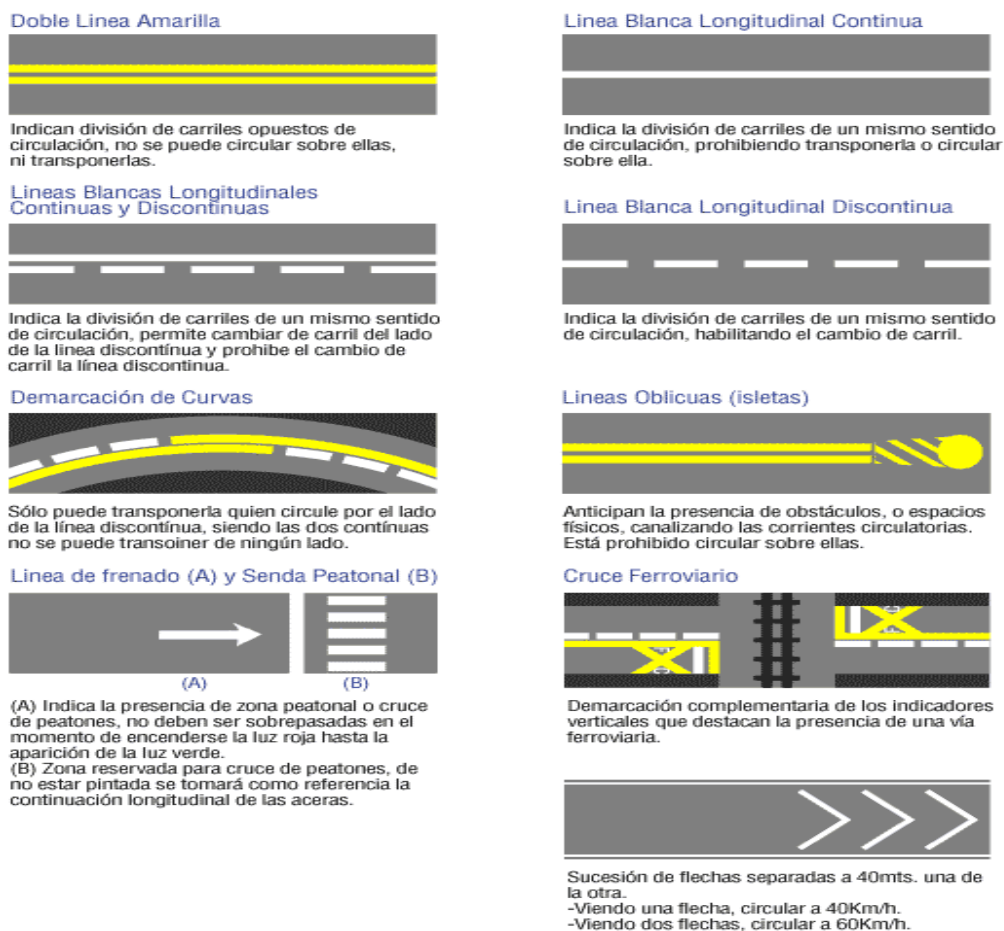 Doble Linea Amarilla
Indican división de carriles opuestos de
circulación, no se puede circular sobre ellas,
ni transponerlas.
Linea Blanca Longitudinal Continua
Indica la división de carriles de un mismo sentido
de circulación, prohibiendo transponerla o circular
sobre ella.
Lineas Blancas Longitudinales
Continuas y Discontinuas
Indica la división de carriles de un mismo sentido
de circulación, permite cambiar de carril del lado
de la linea discontínua y prohibe el cambio de
carril la línea discontinua.
Linea Blanca Longitudinal Discontinua
Indica la división de carriles de un mismo sentido
de circulación, habilitando el cambio de carril.
Demarcación de Curvas
Sólo puede transponerla quien circule por el lado
de la línea discontínua, siendo las dos contínuas
no se puede transoiner de ningún lado.
Lineas Oblicuas (isletas)
Anticipan la presencia de obstáculos, o espacios
físicos, canalizando las corrientes circulatorias.
Está prohibido circular sobre ellas.
Linea de frenado (A) y Senda Peatonal (B)
(A) (B)
(A) Indica la presencia de zona peatonal o cruce
de peatones, no deben ser sobrepasadas en el
momento de encenderse la luz roja hasta la
aparición de la luz verde.
(B) Zona reservada para cruce de peatones, de
no estar pintada se tomará como referencia la
continuación longitudinal de las aceras.
Cruce Ferroviario
Demarcación complementaria de los indicadores
verticales que destacan la presencia de una vía
ferroviaria.
Sucesión de flechas separadas a 40mts. una de
la otra.
-Viendo una flecha, circular a 40Km/h.
-Viendo dos flechas, circular a 60Km/h.